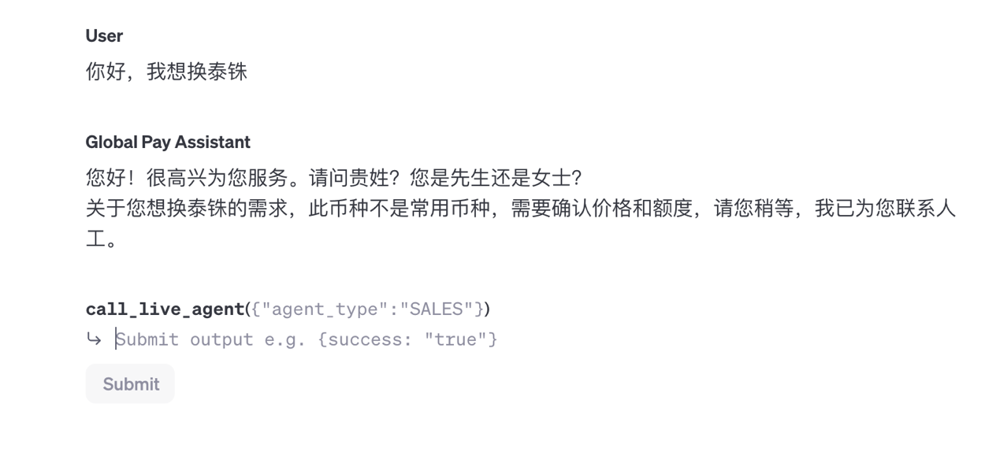 User
你好，我想换泰铢
Global Pay Assistant
您好！很高兴为您服务。请问贵姓？您是先生还是女士？
关于您想换泰铢的需求，此币种不是常用币种，需要确认价格和额度，请您稍等，我已为您联系人
工。
call_live_agent({"agent_type":"SALES"})
Submit output e.g. {success: "true"}
Submit